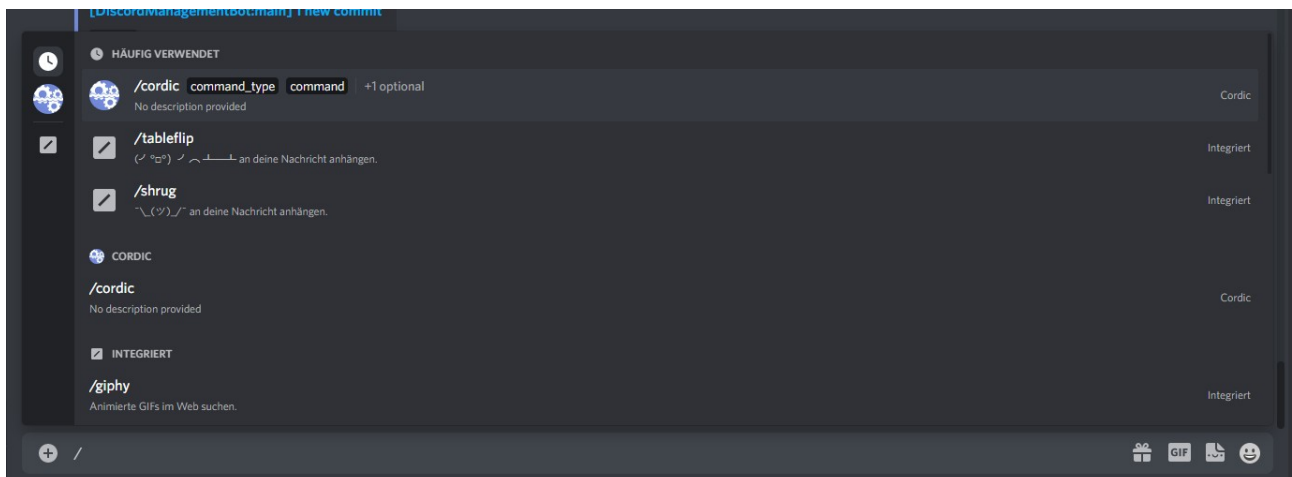 [DiscordManagementBot:main] 1 new commit
HÄUFIG VERWENDET
/cordic command_type command +1 optional
No description provided
Cordic
/tableflip
(╯°□°)╯︵ ┻━┻ an deine Nachricht anhängen.
Integriert
/shrug
¯\_(ツ)_/¯ an deine Nachricht anhängen.
Integriert
CORDIC
/cordic
No description provided
Cordic
INTEGRIERT
/giphy
Animierte GIFs im Web suchen.
Integriert
/
GIF